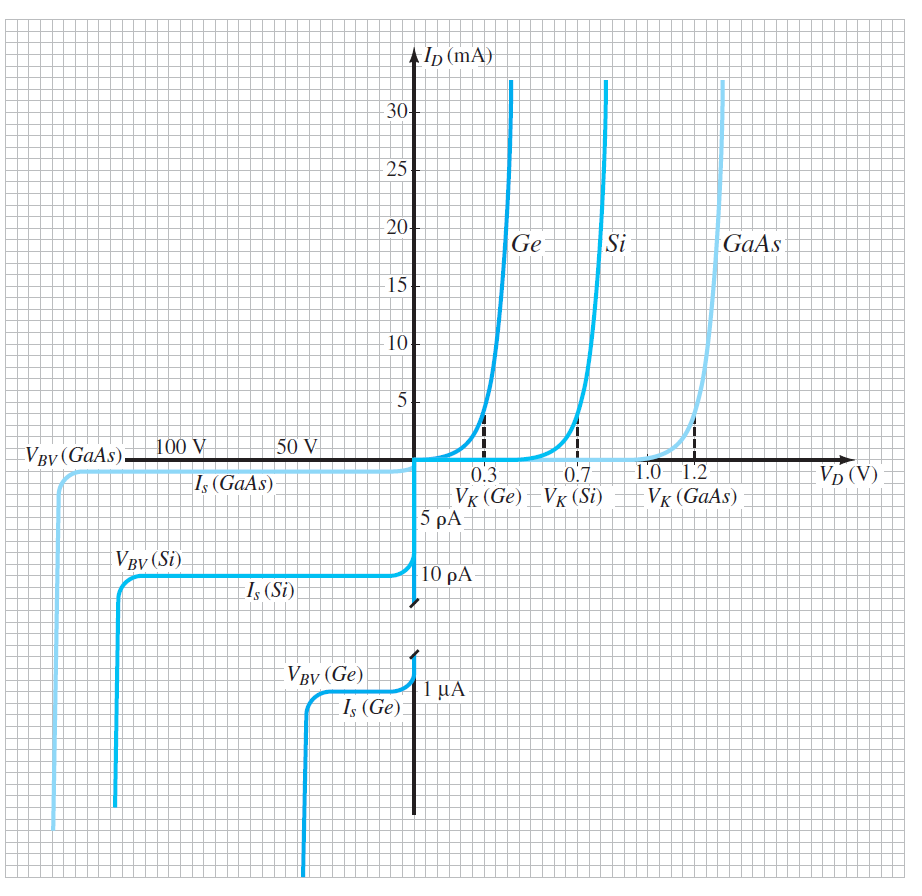 I_D (mA)
30
25
20
Ge
Si
GaAs
15
10
5
V_BV (GaAs)
100 V
50 V
0.3
0.7
1.0
1.2
V_D (V)
I_s (GaAs)
V_K (Ge)
V_K (Si)
V_K (GaAs)
5 ρA
V_BV (Si)
10 ρA
I_s (Si)
V_BV (Ge)
1 μA
I_s (Ge)